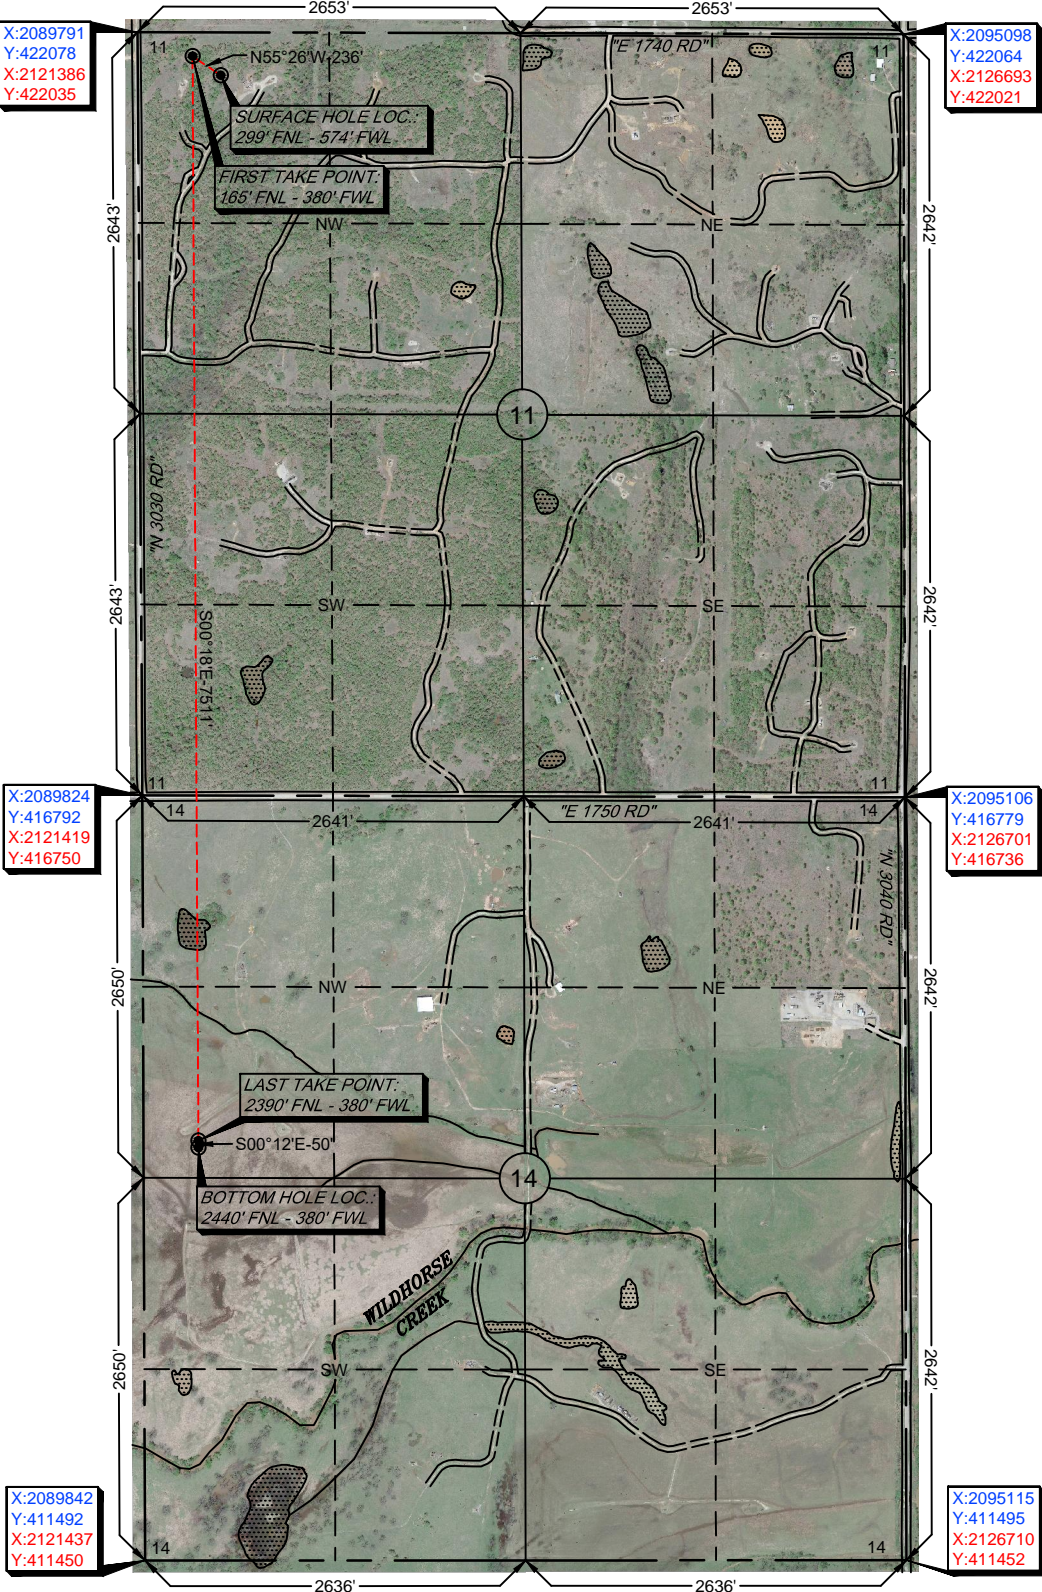 2653'
2653'
X:2089791
Y:422078
X:2121386
Y:422035
X:2095098
Y:422064
X:2126693
Y:422021
11
N55°26'W-236'
"E 1740 RD"
11
SURFACE HOLE LOC.:
299' FNL - 574' FWL
FIRST TAKE POINT:
165' FNL - 380' FWL
2643'
NW
NE
2642'
11
"N 3030 RD"
2643'
SW
SE
2642'
S00°18'E-7511'
11
11
X:2089824
Y:416792
X:2121419
Y:416750
14
2641'
"E 1750 RD"
2641'
14
X:2095106
Y:416779
X:2126701
Y:416736
"N 3040 RD"
2650'
NW
NE
2642'
LAST TAKE POINT:
2390' FNL - 380' FWL
S00°12'E-50'
14
BOTTOM HOLE LOC.:
2440' FNL - 380' FWL
WILDHORSE
CREEK
2650'
SW
SE
2642'
X:2089842
Y:411492
X:2121437
Y:411450
14
14
X:2095115
Y:411495
X:2126710
Y:411452
2636'
2636'